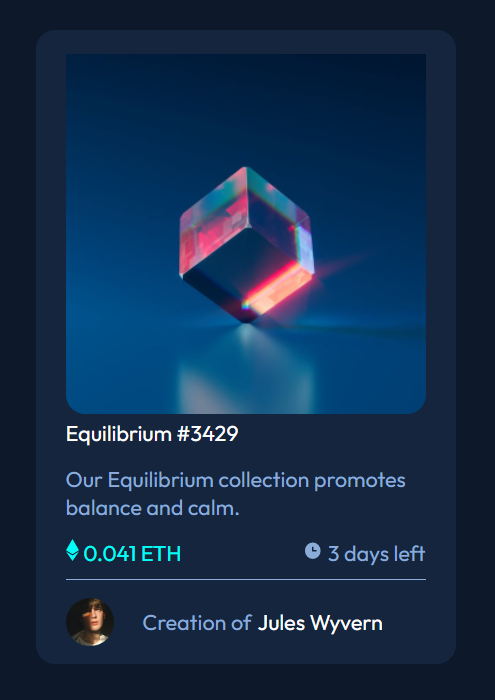 Equilibrium #3429
Our Equilibrium collection promotes
balance and calm.
0.041 ETH
3 days left
Creation of Jules Wyvern